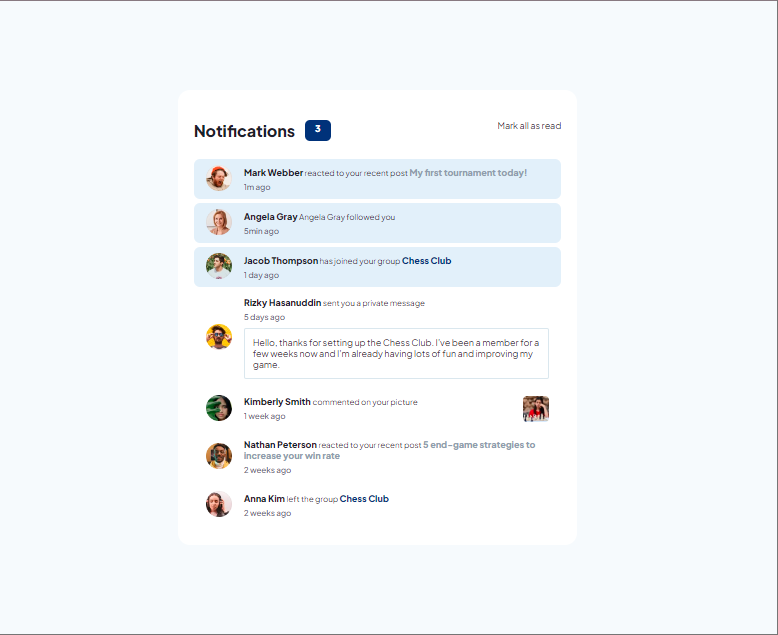 Notifications 3
Mark all as read
Mark Webber reacted to your recent post My first tournament today!
1m ago
Angela Gray Angela Gray followed you
5min ago
Jacob Thompson has joined your group Chess Club
1 day ago
Rizky Hasanuddin sent you a private message
5 days ago
Hello, thanks for setting up the Chess Club. I've been a member for a
few weeks now and I'm already having lots of fun and improving my
game.
Kimberly Smith commented on your picture
1 week ago
Nathan Peterson reacted to your recent post 5 end-game strategies to
increase your win rate
2 weeks ago
Anna Kim left the group Chess Club
2 weeks ago